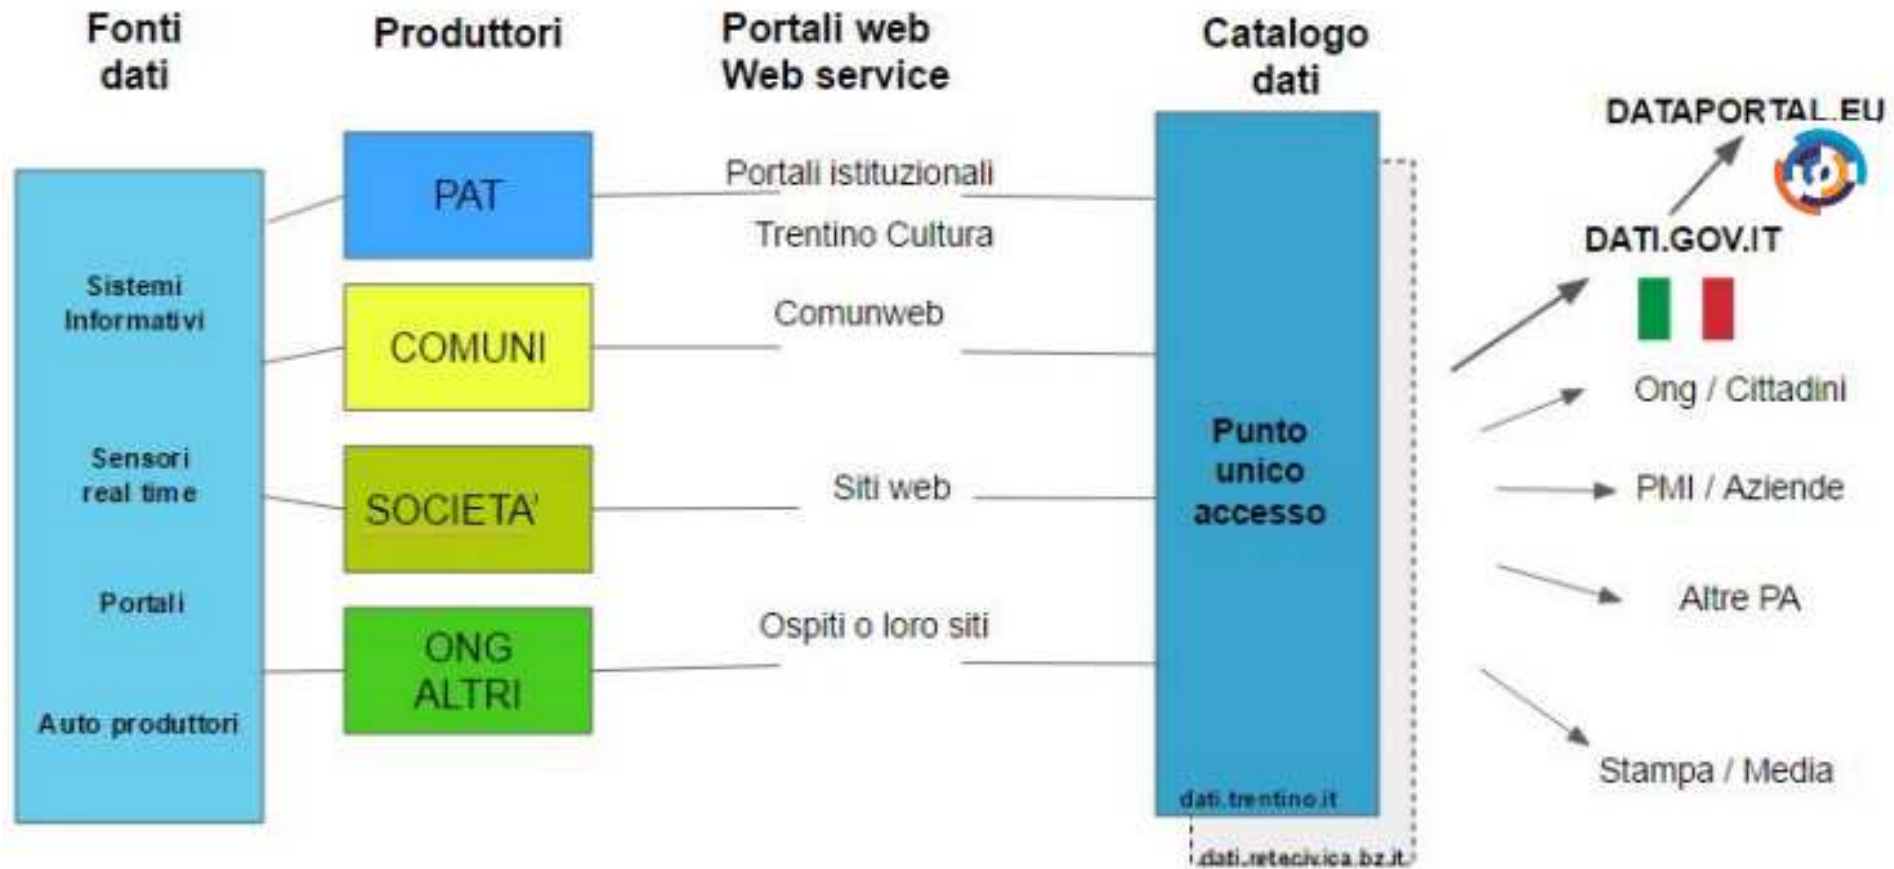 Fonti
dati
Produttori
Portali web
Web service
Catalogo
dati
Sistemi
Informativi
Sensori
real time
Portali
Auto produttori
PAT
COMUNI
SOCIETA'
ONG
ALTRI
Portali istituzionali
Trentino Cultura
Comunweb
Siti web
Ospiti o loro siti
Punto
unico
accesso
dati.trentino.it
dati.retecivica.bz.it
DATAPORTAL.EU
DATI.GOV.IT
Ong / Cittadini
PMI / Aziende
Altre PA
Stampa / Media